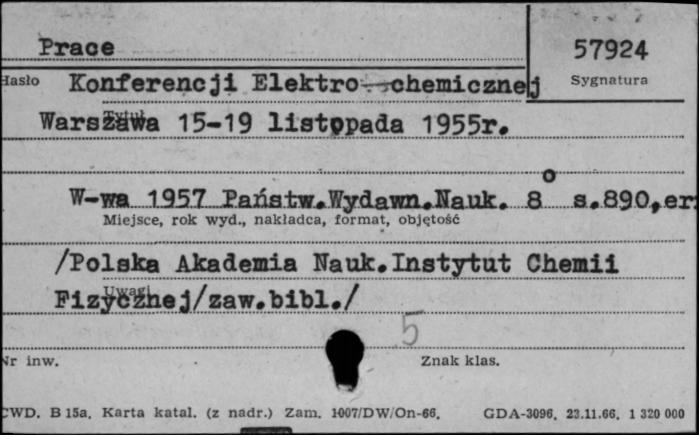 Prace
57924
Hasło
Konferencji Elektro-chemicznej
Sygnatura
Tytuł
Warszawa 15-19 listopada 1955r.
W-wa 1957 Państw.Wydawn.Nauk. 8° s.890,er
Miejsce, rok wyd., nakładca, format, objętość
/Polska Akademia Nauk.Instytut Chemii
Uwagi
Fizycznej/zaw.bibl./
5
Nr inw.
Znak klas.
CWD. B 15a. Karta katal. (z nadr.) Zam. 1007/DW/On-66. GDA-3096. 23.11.66. 1 320 000